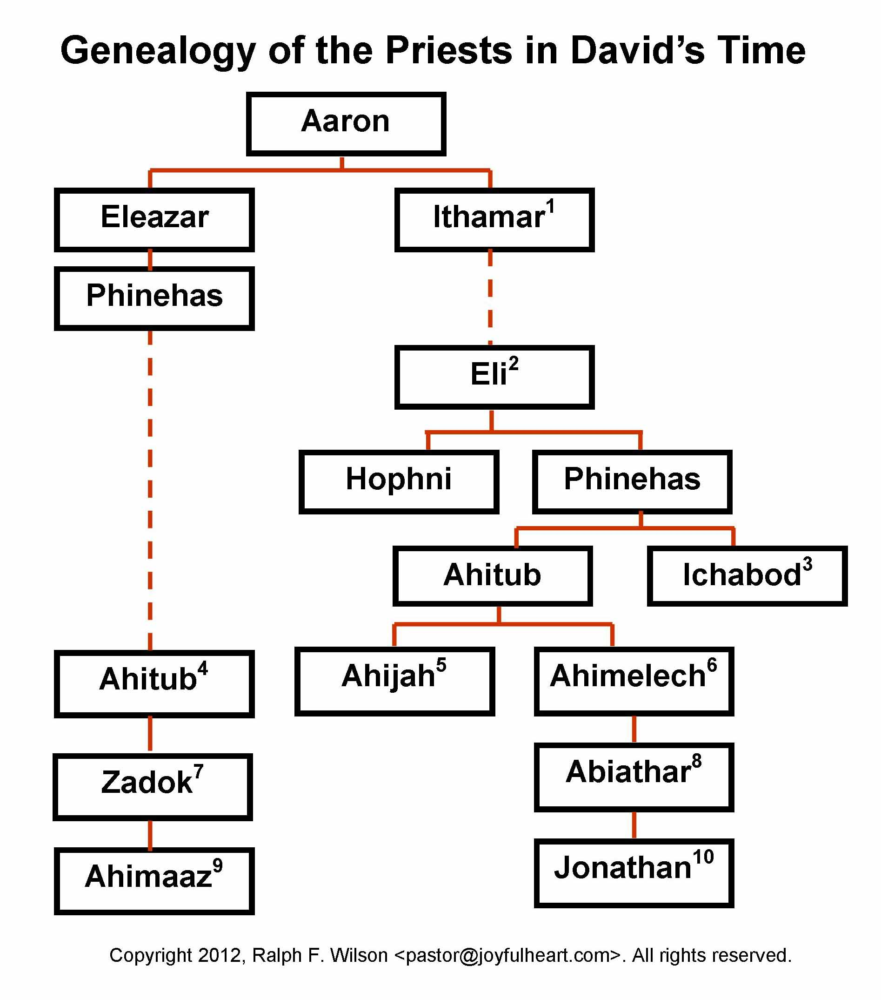 Genealogy of the Priests in David’s Time
Aaron
Eleazar
Ithamar¹
Phinehas
Eli²
Hophni
Phinehas
Ahitub
Ichabod³
Ahitub⁴
Ahijah⁵
Ahimelech⁶
Zadok⁷
Abiathar⁸
Ahimaaz⁹
Jonathan¹⁰
Copyright 2012, Ralph F. Wilson <pastor@joyfulheart.com>. All rights reserved.